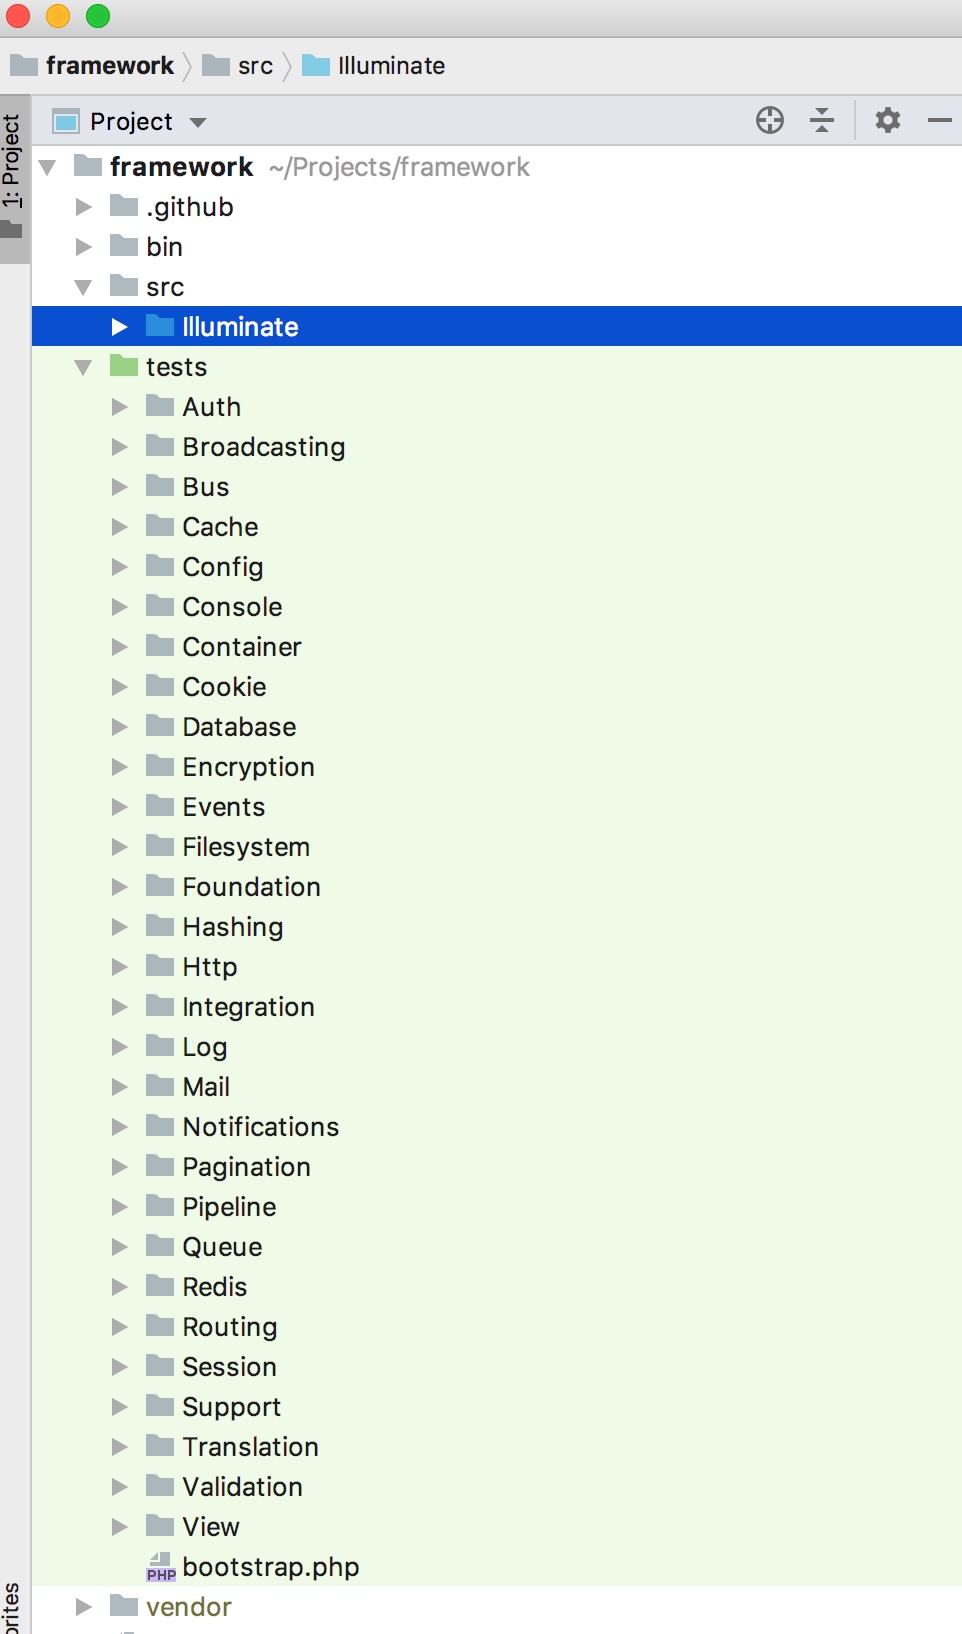 framework src Illuminate
Project
1: Project
framework ~/Projects/framework
.github
bin
src
Illuminate
tests
Auth
Broadcasting
Bus
Cache
Config
Console
Container
Cookie
Database
Encryption
Events
Filesystem
Foundation
Hashing
Http
Integration
Log
Mail
Notifications
Pagination
Pipeline
Queue
Redis
Routing
Session
Support
Translation
Validation
View
PHP bootstrap.php
vendor